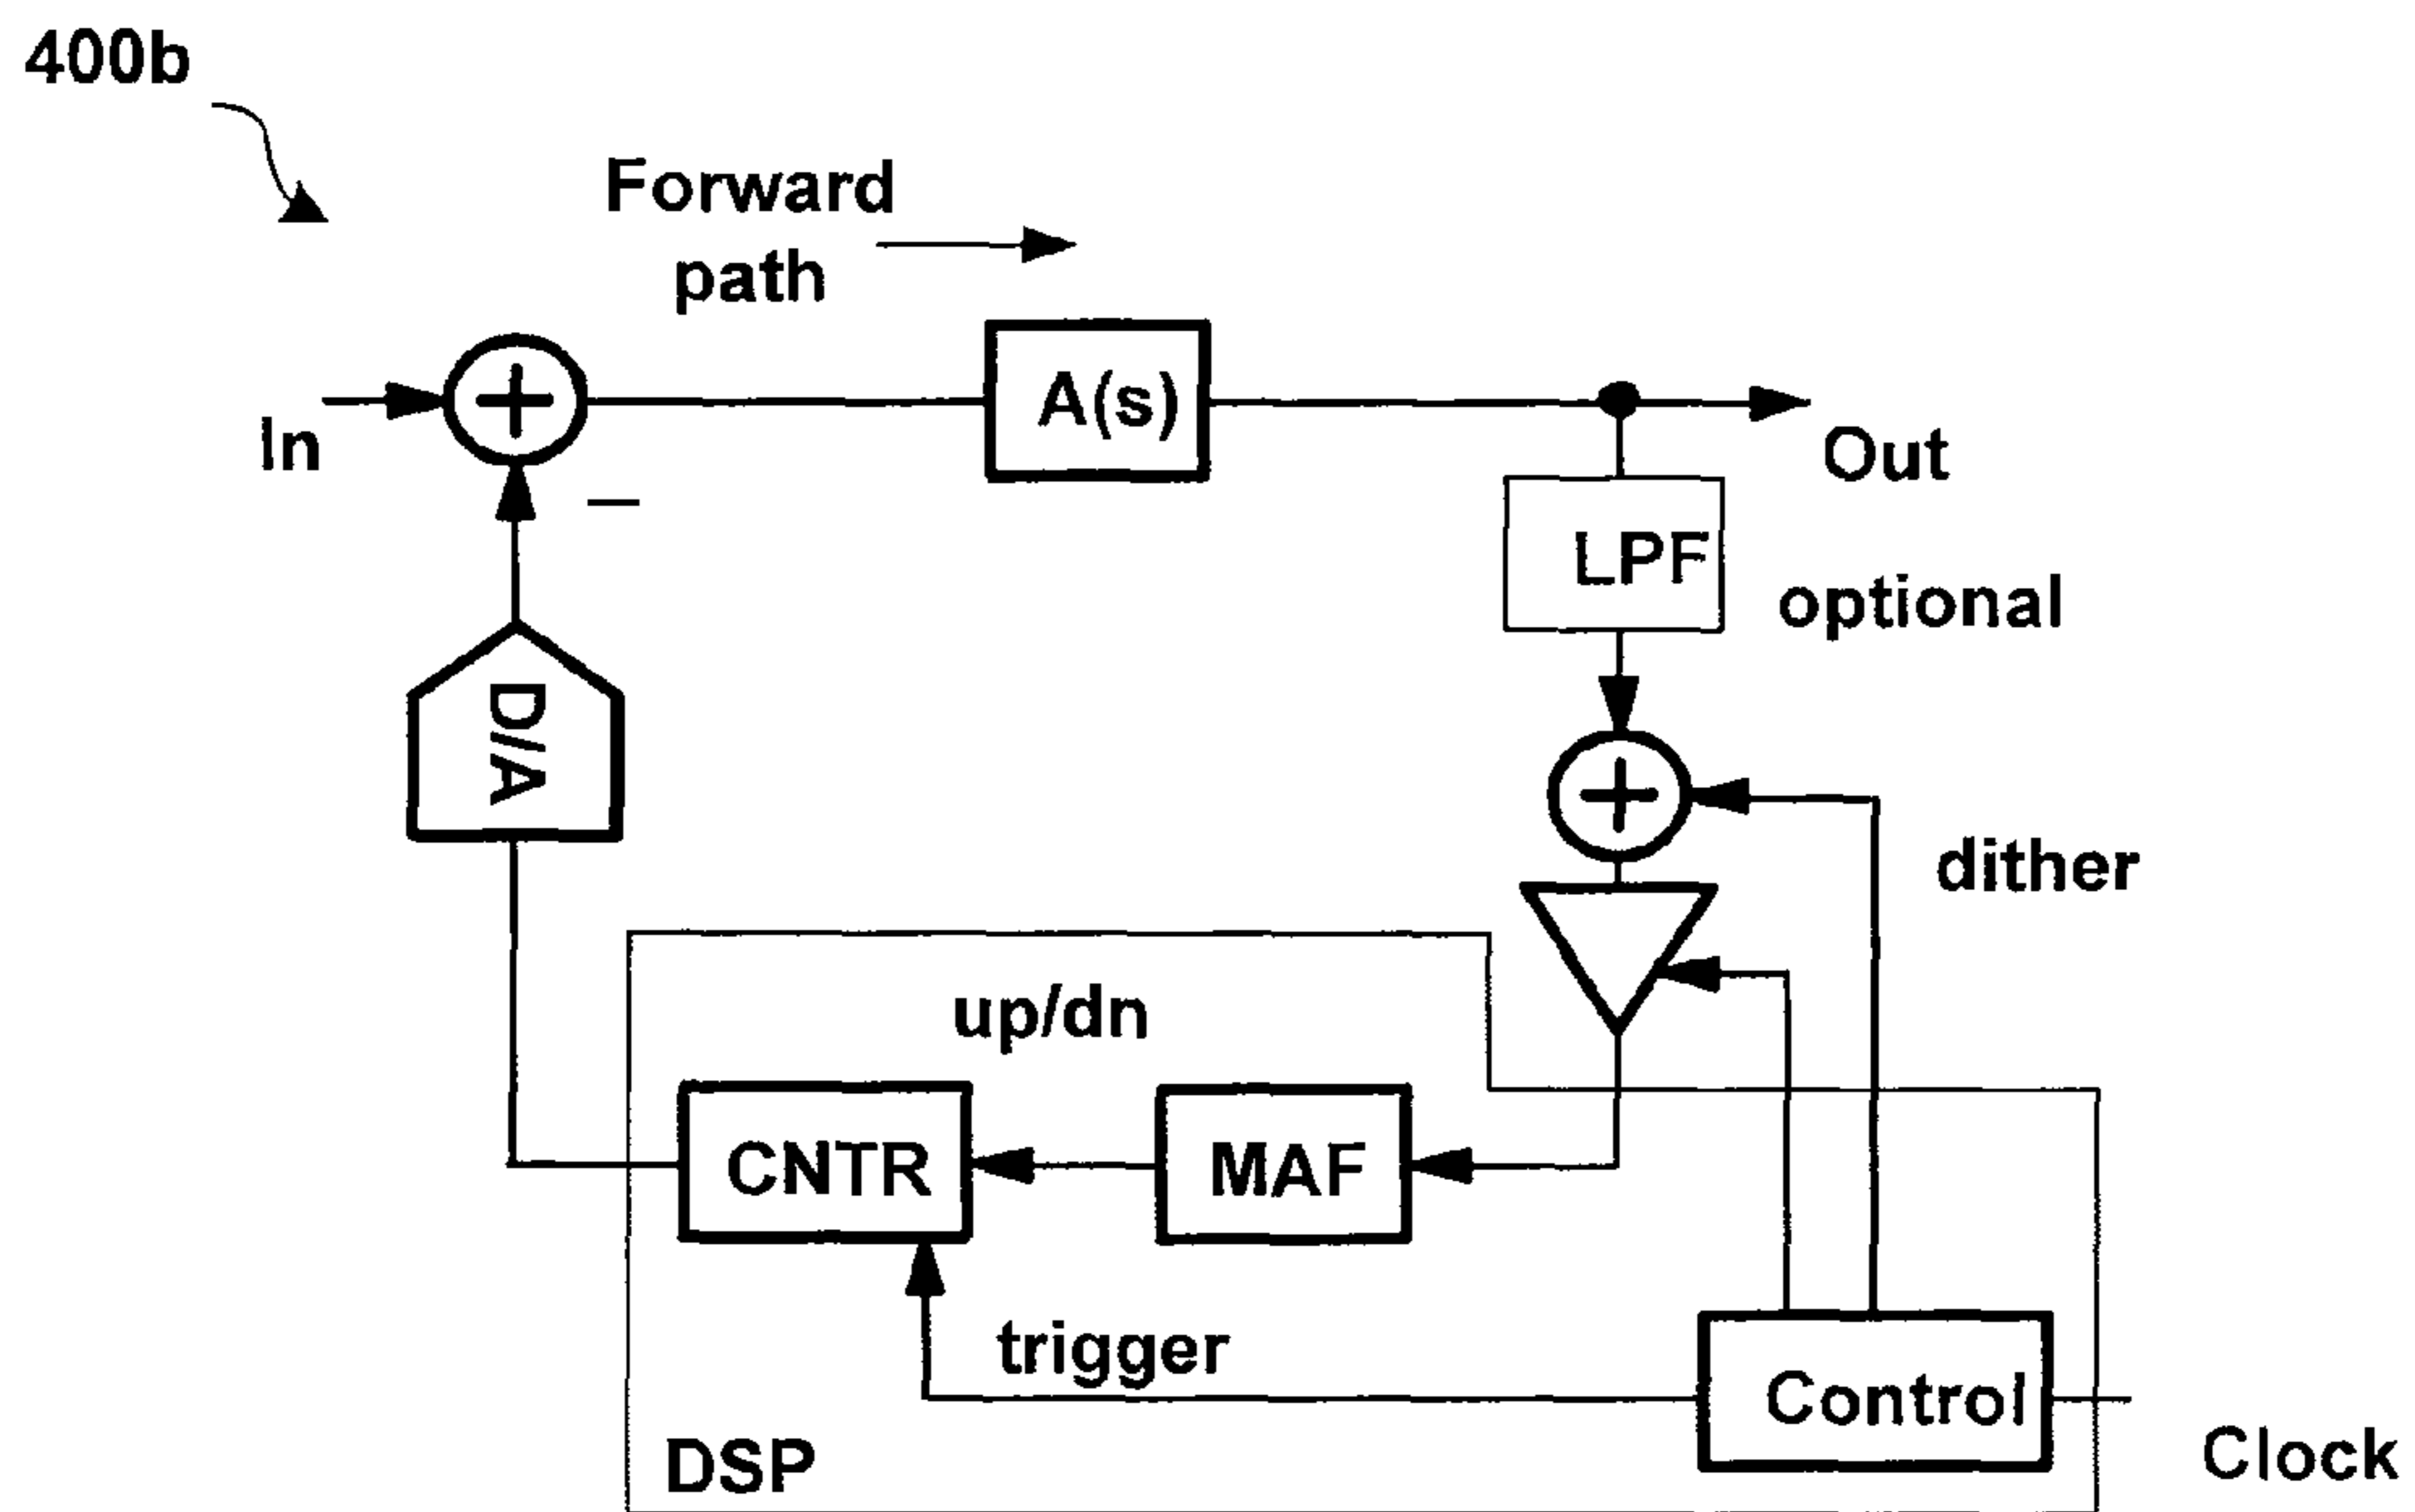 400b
Forward
path
A(s)
In
Out
LPF
optional
D/A
dither
up/dn
CNTR
MAF
trigger
Control
DSP
Clock